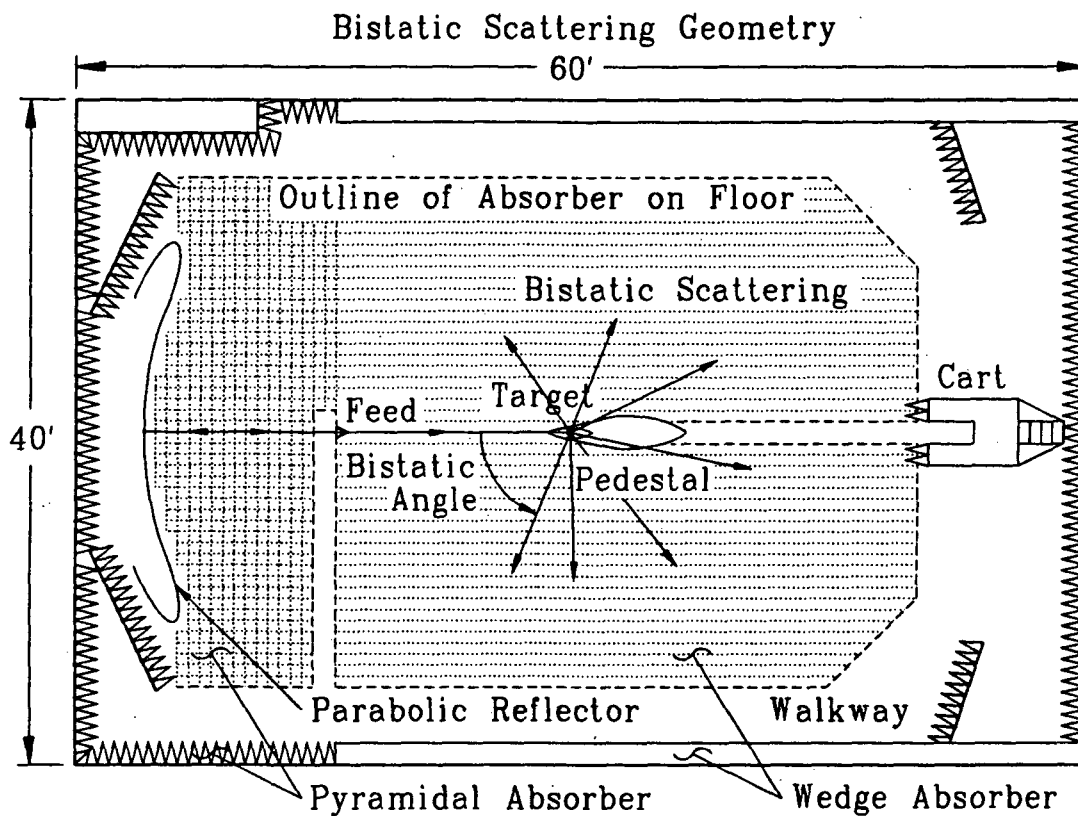 Bistatic Scattering Geometry
60'
Outline of Absorber on Floor
Bistatic Scattering
Cart
Target
Feed
40'
Bistatic
Angle
Pedestal
Parabolic Reflector
Walkway
Pyramidal Absorber
Wedge Absorber